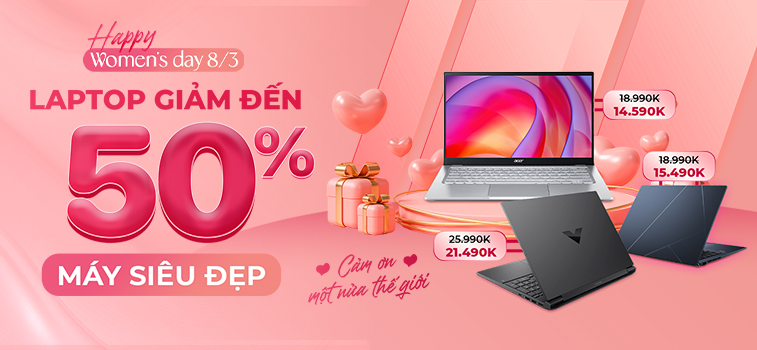 Happy
Women's day 8/3
LAPTOP GIẢM ĐẾN
50%
MÁY SIÊU ĐẸP
Cảm ơn
một nửa thế giới
18.990K
14.590K
18.990K
15.490K
25.990K
21.490K
acer